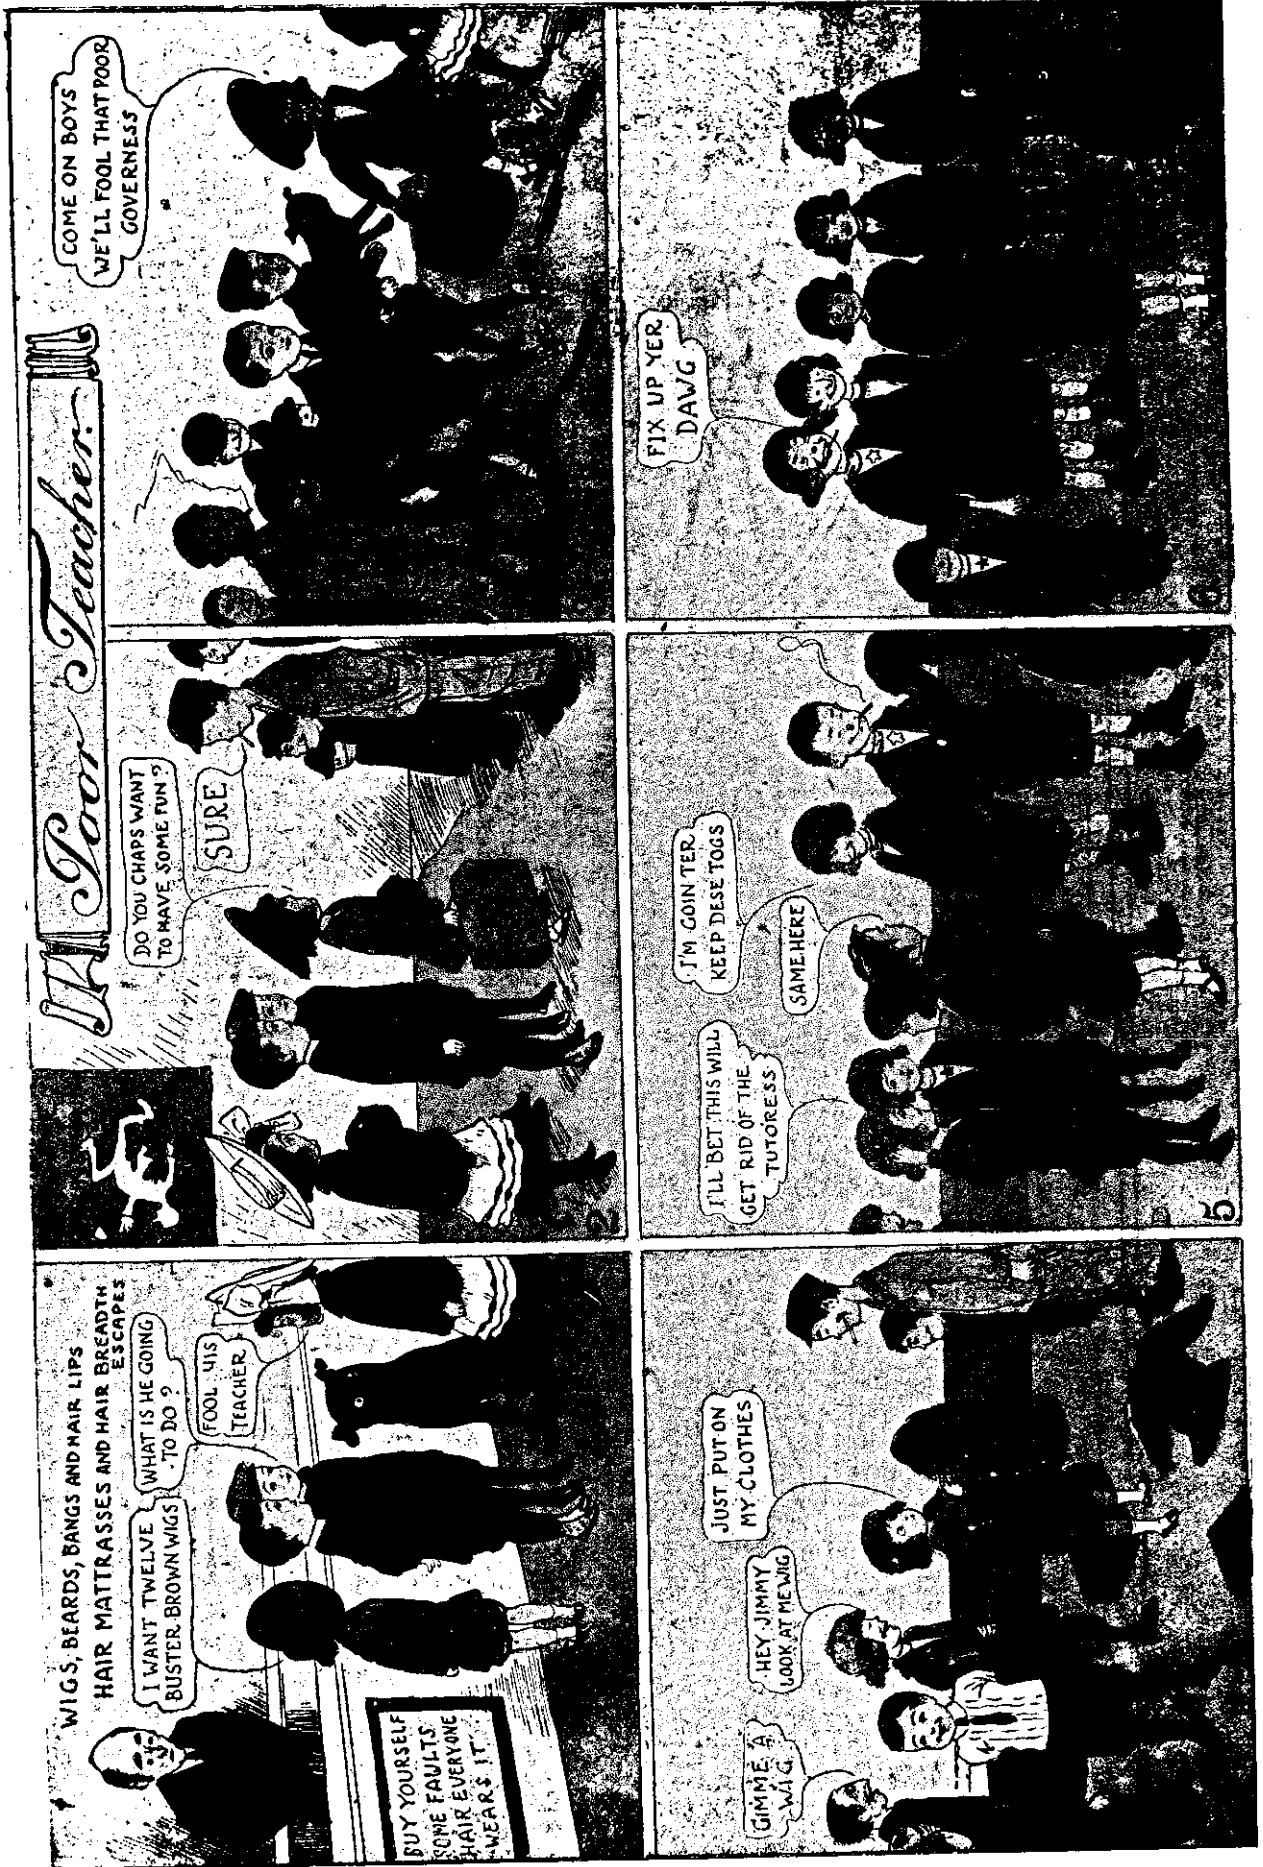 Poor Teacher.
WIGS, BEARDS, BANGS AND HAIR LIPS
HAIR MATTRASSES AND HAIR BREADTH
ESCAPES
I WANT TWELVE
BUSTER BROWN WIGS
WHAT IS HE GOING
TO DO?
FOOL HIS
TEACHER
BUY YOURSELF
SOME FAULTS
HAIR EVERYONE
WEARS IT
DO YOU CHAPS WANT
TO HAVE SOME FUN?
SURE
2
COME ON BOYS
WE'LL FOOL THAT POOR
GOVERNESS
GIMME A
WIG
HEY JIMMY
LOOK AT ME WIG
JUST PUT ON
MY CLOTHES
I'LL BET THIS WILL
GET RID OF THE
TUTORESS
SAME HERE
I'M GOIN TER
KEEP DESE TOGS
5
FIX UP YER
DAWG
6